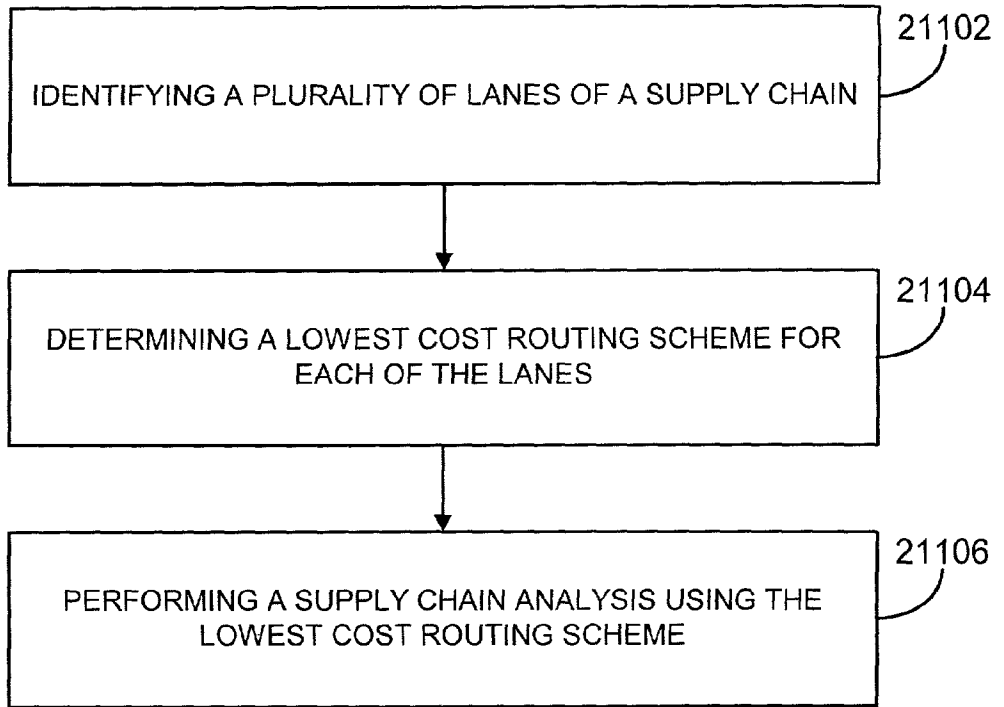 21102
IDENTIFYING A PLURALITY OF LANES OF A SUPPLY CHAIN
21104
DETERMINING A LOWEST COST ROUTING SCHEME FOR
EACH OF THE LANES
21106
PERFORMING A SUPPLY CHAIN ANALYSIS USING THE
LOWEST COST ROUTING SCHEME